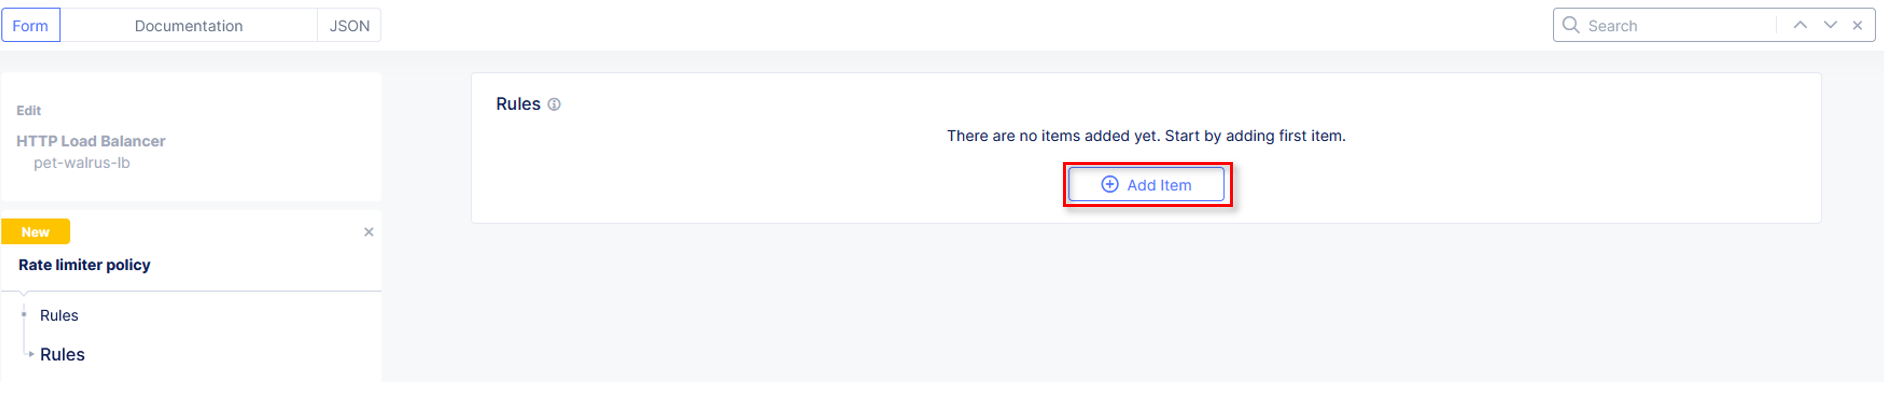 Form Documentation JSON Search
Edit
HTTP Load Balancer
pet-walrus-lb
New
Rate limiter policy
Rules
Rules
Rules
There are no items added yet. Start by adding first item.
Add Item